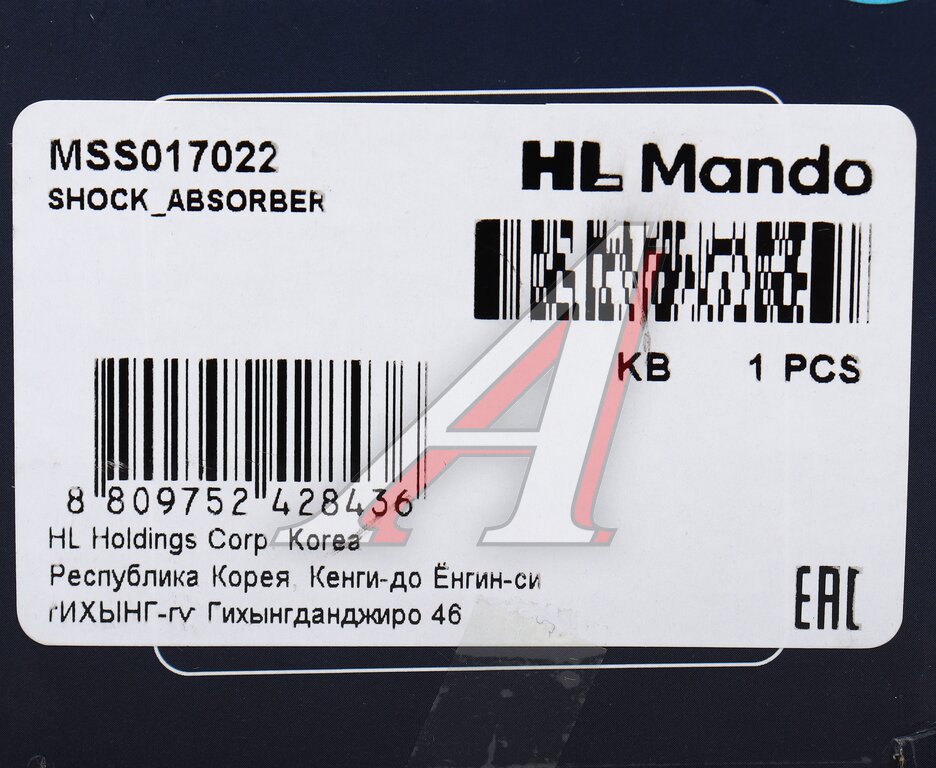 MSS017022
SHOCK_ABSORBER
HL Mando
KB 1 PCS
8 809752 428436
HL Holdings Corp Korea
Республика Корея, Кенги-до Ёнгин-си
гИХЫНГ-гу Гихынгданджиро 46
EAC